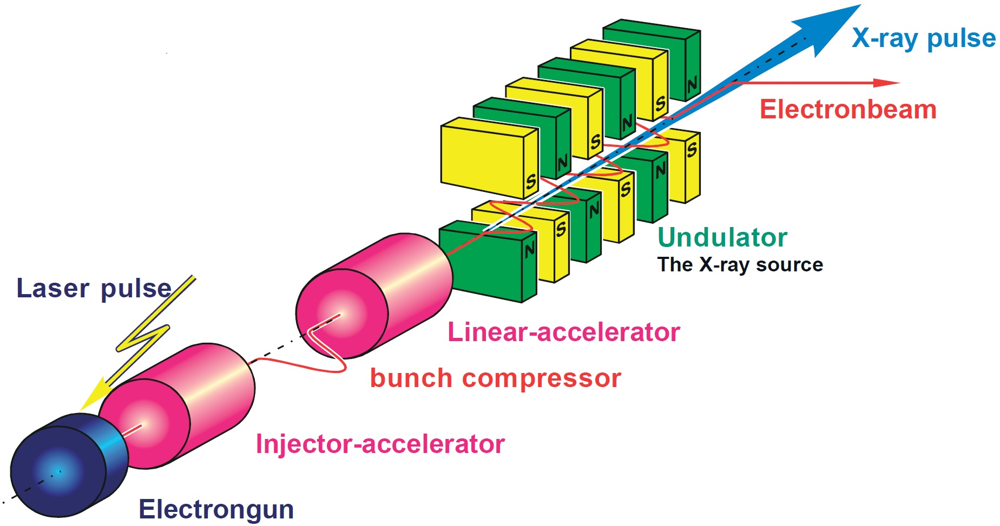 X-ray pulse
Electronbeam
N
S
N
S
N
S
S
N
S
N
S
N
Undulator
The X-ray source
Laser pulse
Linear-accelerator
bunch compressor
Injector-accelerator
Electrongun